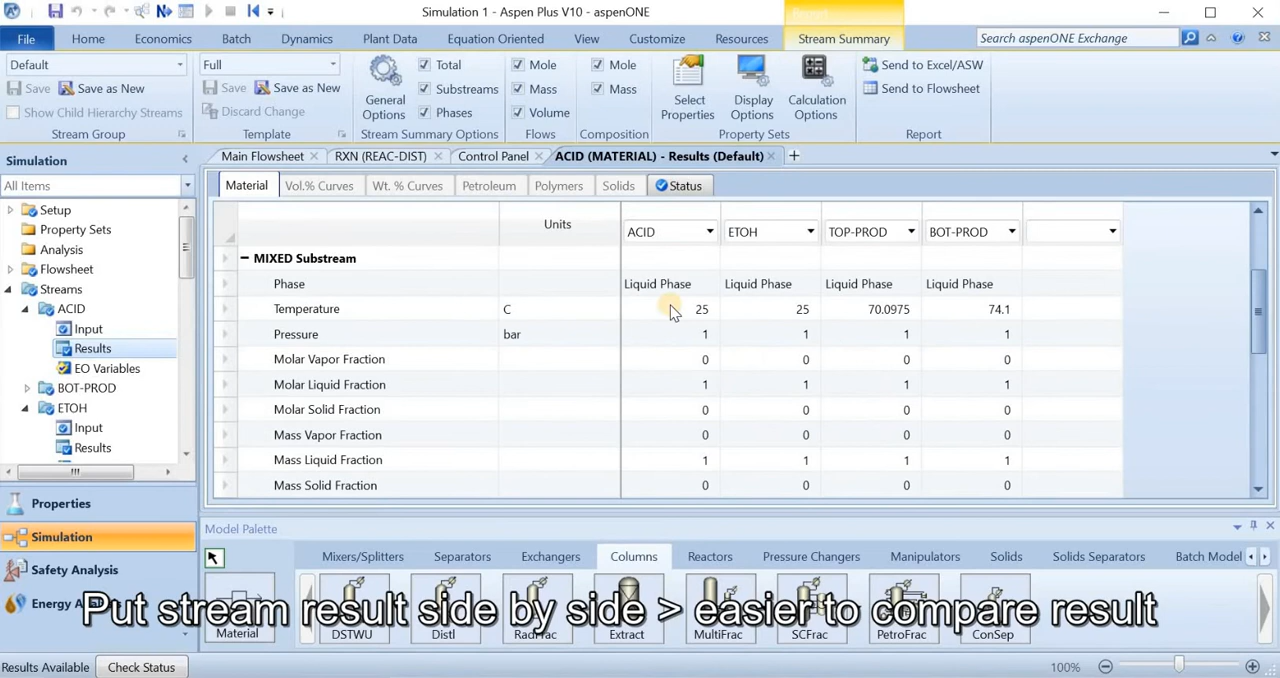 Simulation 1 - Aspen Plus V10 - aspenONE
File Home Economics Batch Dynamics Plant Data Equation Oriented View Customize Resources Stream Summary Search aspenONE Exchange
Default Full
Save Save as New Save Save as New
Show Child Hierarchy Streams Discard Change
Stream Group Template
General Options
Total
Substreams
Phases
Stream Summary Options
Mole
Mass
Volume
Flows
Mole
Mass
Composition
Select Properties
Display Options
Calculation Options
Property Sets
Send to Excel/ASW
Send to Flowsheet
Report
Simulation
All Items
Setup
Property Sets
Analysis
Flowsheet
Streams
ACID
Input
Results
EO Variables
BOT-PROD
ETOH
Input
Results
Properties
Simulation
Safety Analysis
Main Flowsheet RXN (REAC-DIST) Control Panel ACID (MATERIAL) - Results (Default)
Material Vol.% Curves Wt. % Curves Petroleum Polymers Solids Status
Units ACID ETOH TOP-PROD BOT-PROD
MIXED Substream
Phase Liquid Phase Liquid Phase Liquid Phase Liquid Phase
Temperature C 25 25 70.0975 74.1
Pressure bar 1 1 1 1
Molar Vapor Fraction 0 0 0 0
Molar Liquid Fraction 1 1 1 1
Molar Solid Fraction 0 0 0 0
Mass Vapor Fraction 0 0 0 0
Mass Liquid Fraction 1 1 1 1
Mass Solid Fraction 0 0 0 0
Model Palette
Mixers/Splitters Separators Exchangers Columns Reactors Pressure Changers Manipulators Solids Solids Separators Batch Model
Put stream result side by side > easier to compare result
Material DSTWU Distl RadFrac Extract MultiFrac SCFrac PetroFrac ConSep
Results Available Check Status 100%